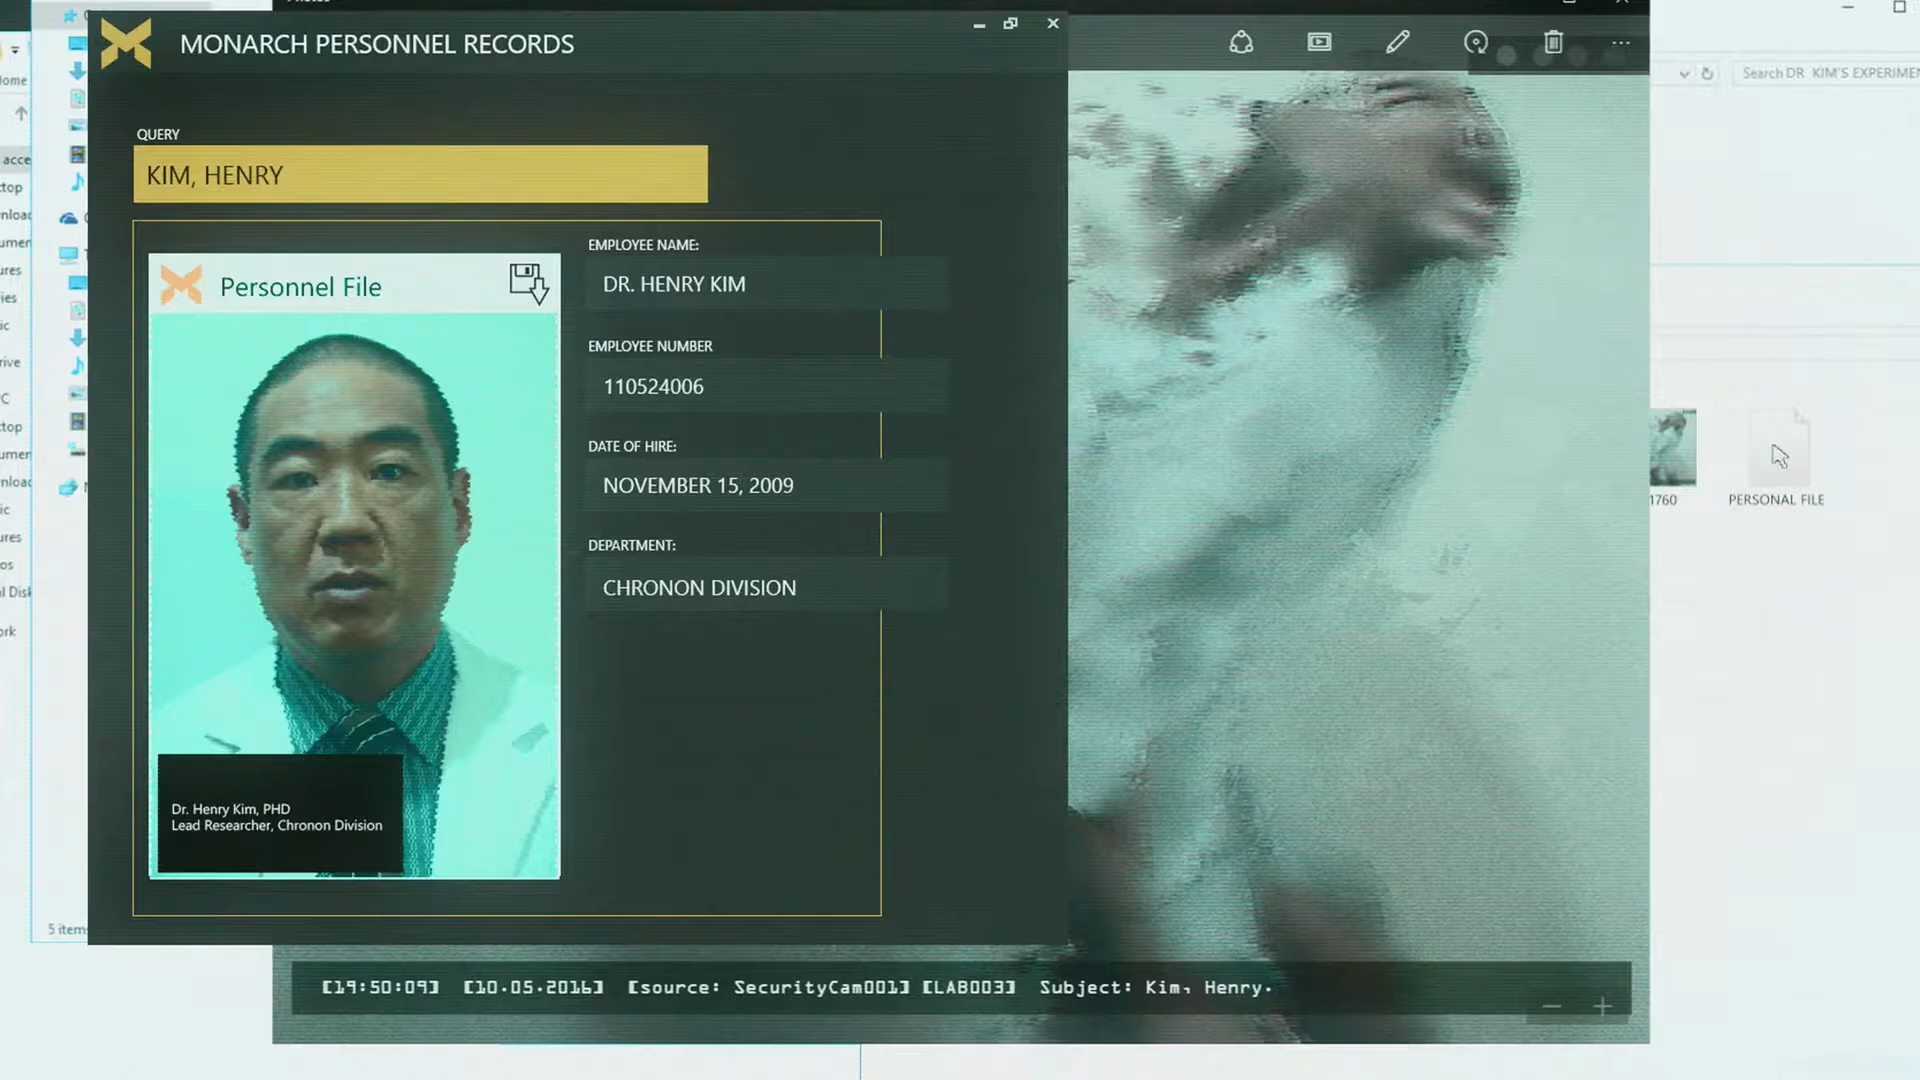 MONARCH PERSONNEL RECORDS
Search DR KIM'S EXPERIMEN
QUERY
KIM, HENRY
Personnel File
EMPLOYEE NAME:
DR. HENRY KIM
EMPLOYEE NUMBER
110524006
DATE OF HIRE:
NOVEMBER 15, 2009
DEPARTMENT:
CHRONON DIVISION
Dr. Henry Kim, PHD
Lead Researcher, Chronon Division
1760
PERSONAL FILE
5 items
[19:50:09] [10.05.2016] [source: SecurityCam001] [LAB003] Subject: Kim, Henry.